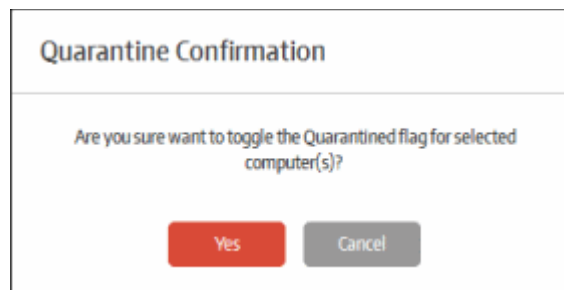 Quarantine Confirmation
Are you sure want to toggle the Quarantined flag for selected
computer(s)?
Yes
Cancel